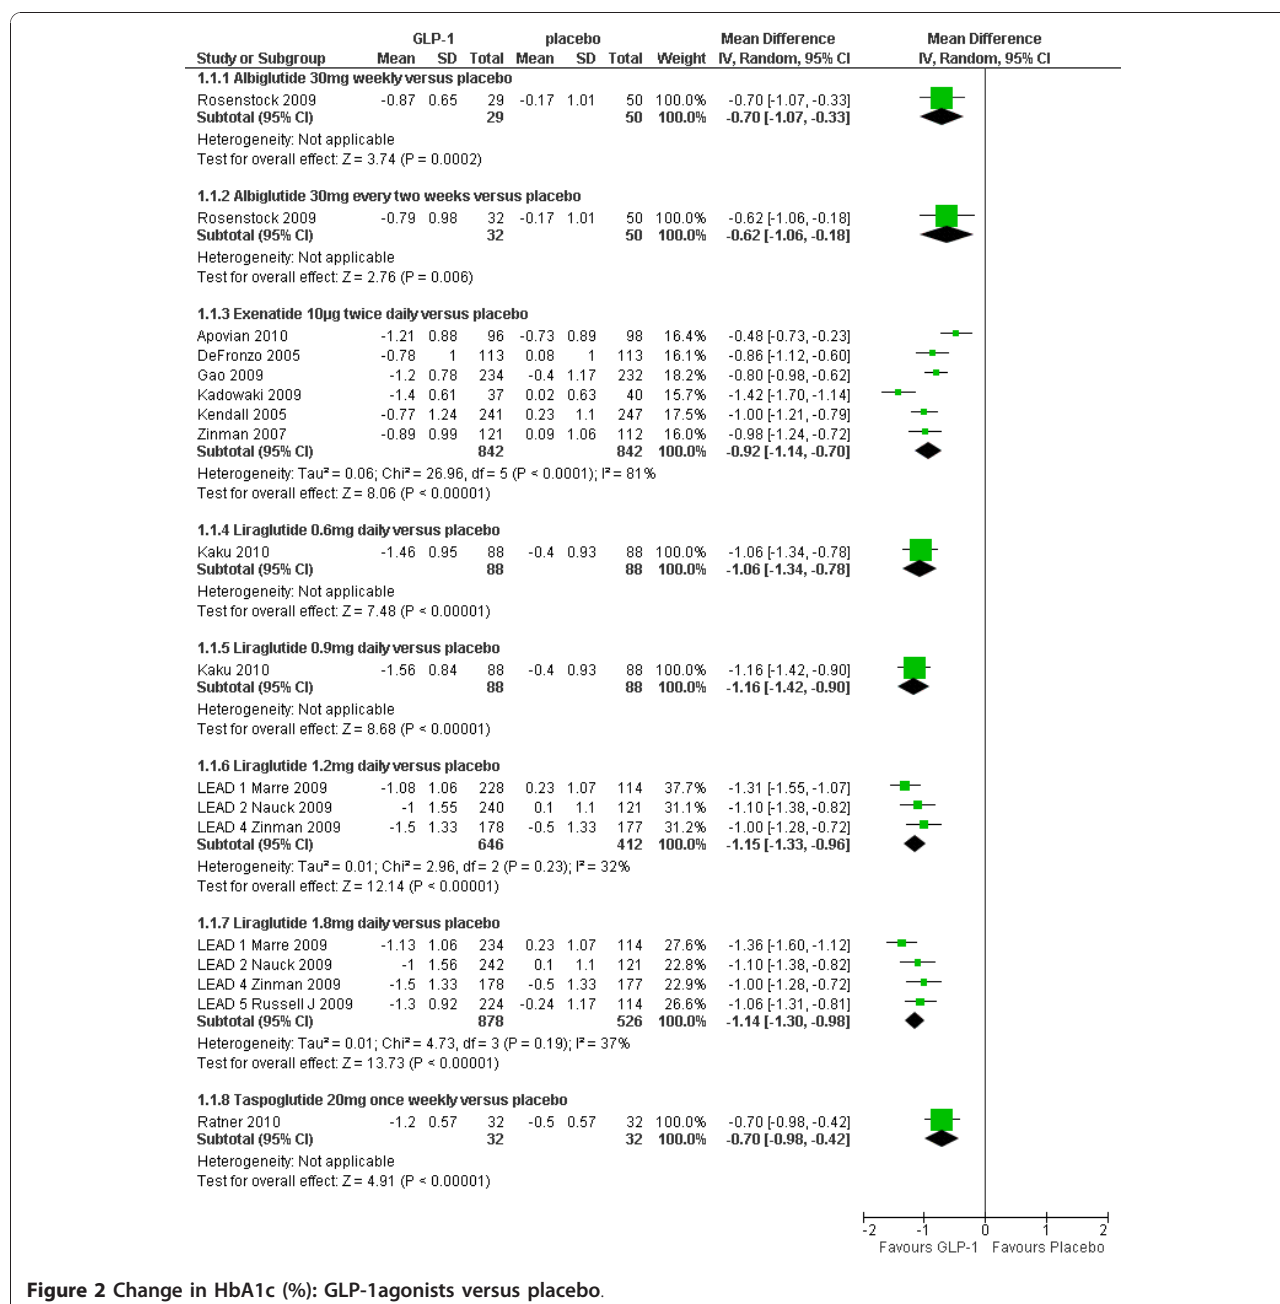 GLP-1 placebo Mean Difference Mean Difference
Study or Subgroup Mean SD Total Mean SD Total Weight IV, Random, 95% CI IV, Random, 95% CI
1.1.1 Albiglutide 30mg weekly versus placebo
Rosenstock 2009 -0.87 0.65 29 -0.17 1.01 50 100.0% -0.70 [-1.07, -0.33]
Subtotal (95% CI) 29 50 100.0% -0.70 [-1.07, -0.33]
Heterogeneity: Not applicable
Test for overall effect: Z = 3.74 (P = 0.0002)
1.1.2 Albiglutide 30mg every two weeks versus placebo
Rosenstock 2009 -0.79 0.98 32 -0.17 1.01 50 100.0% -0.62 [-1.06, -0.18]
Subtotal (95% CI) 32 50 100.0% -0.62 [-1.06, -0.18]
Heterogeneity: Not applicable
Test for overall effect: Z = 2.76 (P = 0.006)
1.1.3 Exenatide 10µg twice daily versus placebo
Apovian 2010 -1.21 0.88 96 -0.73 0.89 98 16.4% -0.48 [-0.73, -0.23]
DeFronzo 2005 -0.78 1 113 0.08 1 113 16.1% -0.86 [-1.12, -0.60]
Gao 2009 -1.2 0.78 234 -0.4 1.17 232 18.2% -0.80 [-0.98, -0.62]
Kadowaki 2009 -1.4 0.61 37 0.02 0.63 40 15.7% -1.42 [-1.70, -1.14]
Kendall 2005 -0.77 1.24 241 0.23 1.1 247 17.5% -1.00 [-1.21, -0.79]
Zinman 2007 -0.89 0.99 121 0.09 1.06 112 16.0% -0.98 [-1.24, -0.72]
Subtotal (95% CI) 842 842 100.0% -0.92 [-1.14, -0.70]
Heterogeneity: Tau² = 0.06; Chi² = 26.96, df = 5 (P < 0.0001); I² = 81%
Test for overall effect: Z = 8.06 (P < 0.00001)
1.1.4 Liraglutide 0.6mg daily versus placebo
Kaku 2010 -1.46 0.95 88 -0.4 0.93 88 100.0% -1.06 [-1.34, -0.78]
Subtotal (95% CI) 88 88 100.0% -1.06 [-1.34, -0.78]
Heterogeneity: Not applicable
Test for overall effect: Z = 7.48 (P < 0.00001)
1.1.5 Liraglutide 0.9mg daily versus placebo
Kaku 2010 -1.56 0.84 88 -0.4 0.93 88 100.0% -1.16 [-1.42, -0.90]
Subtotal (95% CI) 88 88 100.0% -1.16 [-1.42, -0.90]
Heterogeneity: Not applicable
Test for overall effect: Z = 8.68 (P < 0.00001)
1.1.6 Liraglutide 1.2mg daily versus placebo
LEAD 1 Marre 2009 -1.08 1.06 228 0.23 1.07 114 37.7% -1.31 [-1.55, -1.07]
LEAD 2 Nauck 2009 -1 1.55 240 0.1 1.1 121 31.1% -1.10 [-1.38, -0.82]
LEAD 4 Zinman 2009 -1.5 1.33 178 -0.5 1.33 177 31.2% -1.00 [-1.28, -0.72]
Subtotal (95% CI) 646 412 100.0% -1.15 [-1.33, -0.96]
Heterogeneity: Tau² = 0.01; Chi² = 2.96, df = 2 (P = 0.23); I² = 32%
Test for overall effect: Z = 12.14 (P < 0.00001)
1.1.7 Liraglutide 1.8mg daily versus placebo
LEAD 1 Marre 2009 -1.13 1.06 234 0.23 1.07 114 27.6% -1.36 [-1.60, -1.12]
LEAD 2 Nauck 2009 -1 1.56 242 0.1 1.1 121 22.8% -1.10 [-1.38, -0.82]
LEAD 4 Zinman 2009 -1.5 1.33 178 -0.5 1.33 177 22.9% -1.00 [-1.28, -0.72]
LEAD 5 Russell J 2009 -1.3 0.92 224 -0.24 1.17 114 26.6% -1.06 [-1.31, -0.81]
Subtotal (95% CI) 878 526 100.0% -1.14 [-1.30, -0.98]
Heterogeneity: Tau² = 0.01; Chi² = 4.73, df = 3 (P = 0.19); I² = 37%
Test for overall effect: Z = 13.73 (P < 0.00001)
1.1.8 Taspoglutide 20mg once weekly versus placebo
Ratner 2010 -1.2 0.57 32 -0.5 0.57 32 100.0% -0.70 [-0.98, -0.42]
Subtotal (95% CI) 32 32 100.0% -0.70 [-0.98, -0.42]
Heterogeneity: Not applicable
Test for overall effect: Z = 4.91 (P < 0.00001)
-2 -1 0 1 2
Favours GLP-1 Favours Placebo
Figure 2 Change in HbA1c (%): GLP-1agonists versus placebo.